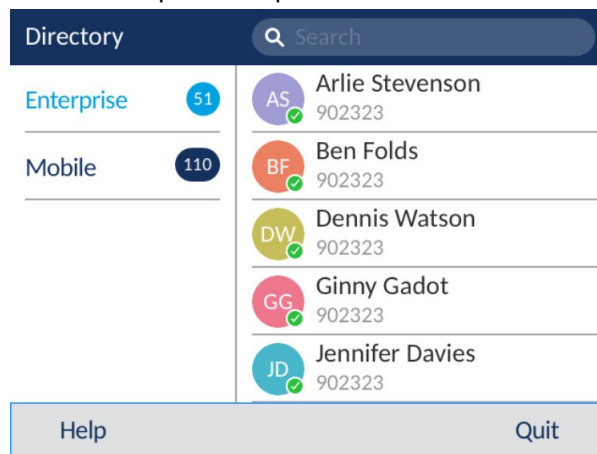 Directory
Search
Enterprise 51
Mobile 110
AS Arlie Stevenson
902323
BF Ben Folds
902323
DW Dennis Watson
902323
GG Ginny Gadot
902323
JD Jennifer Davies
902323
Help
Quit